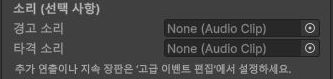 소리 (선택 사항)
경고 소리 None (Audio Clip)
타격 소리 None (Audio Clip)
추가 연출이나 지속 장판은 '고급 이벤트 편집'에서 설정하세요.